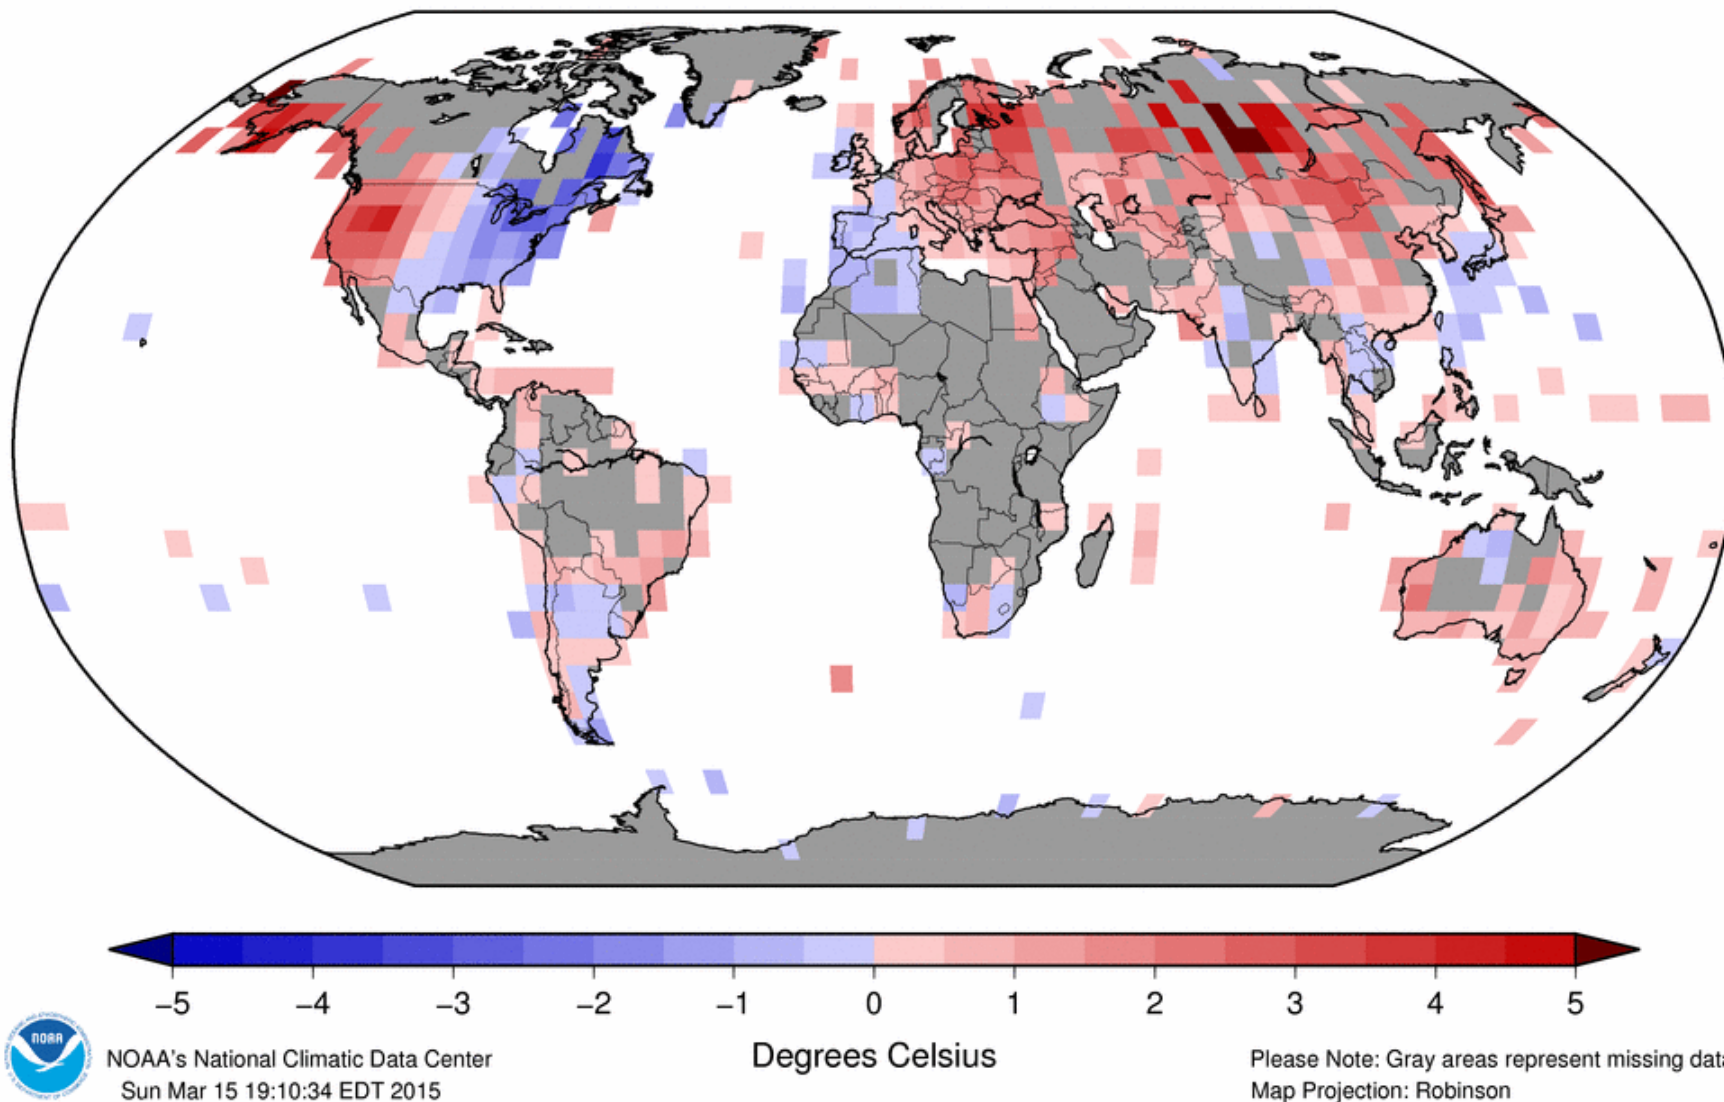 −5 −4 −3 −2 −1 0 1 2 3 4 5
NOAA
NOAA's National Climatic Data Center
Sun Mar 15 19:10:34 EDT 2015
Degrees Celsius
Please Note: Gray areas represent missing data
Map Projection: Robinson